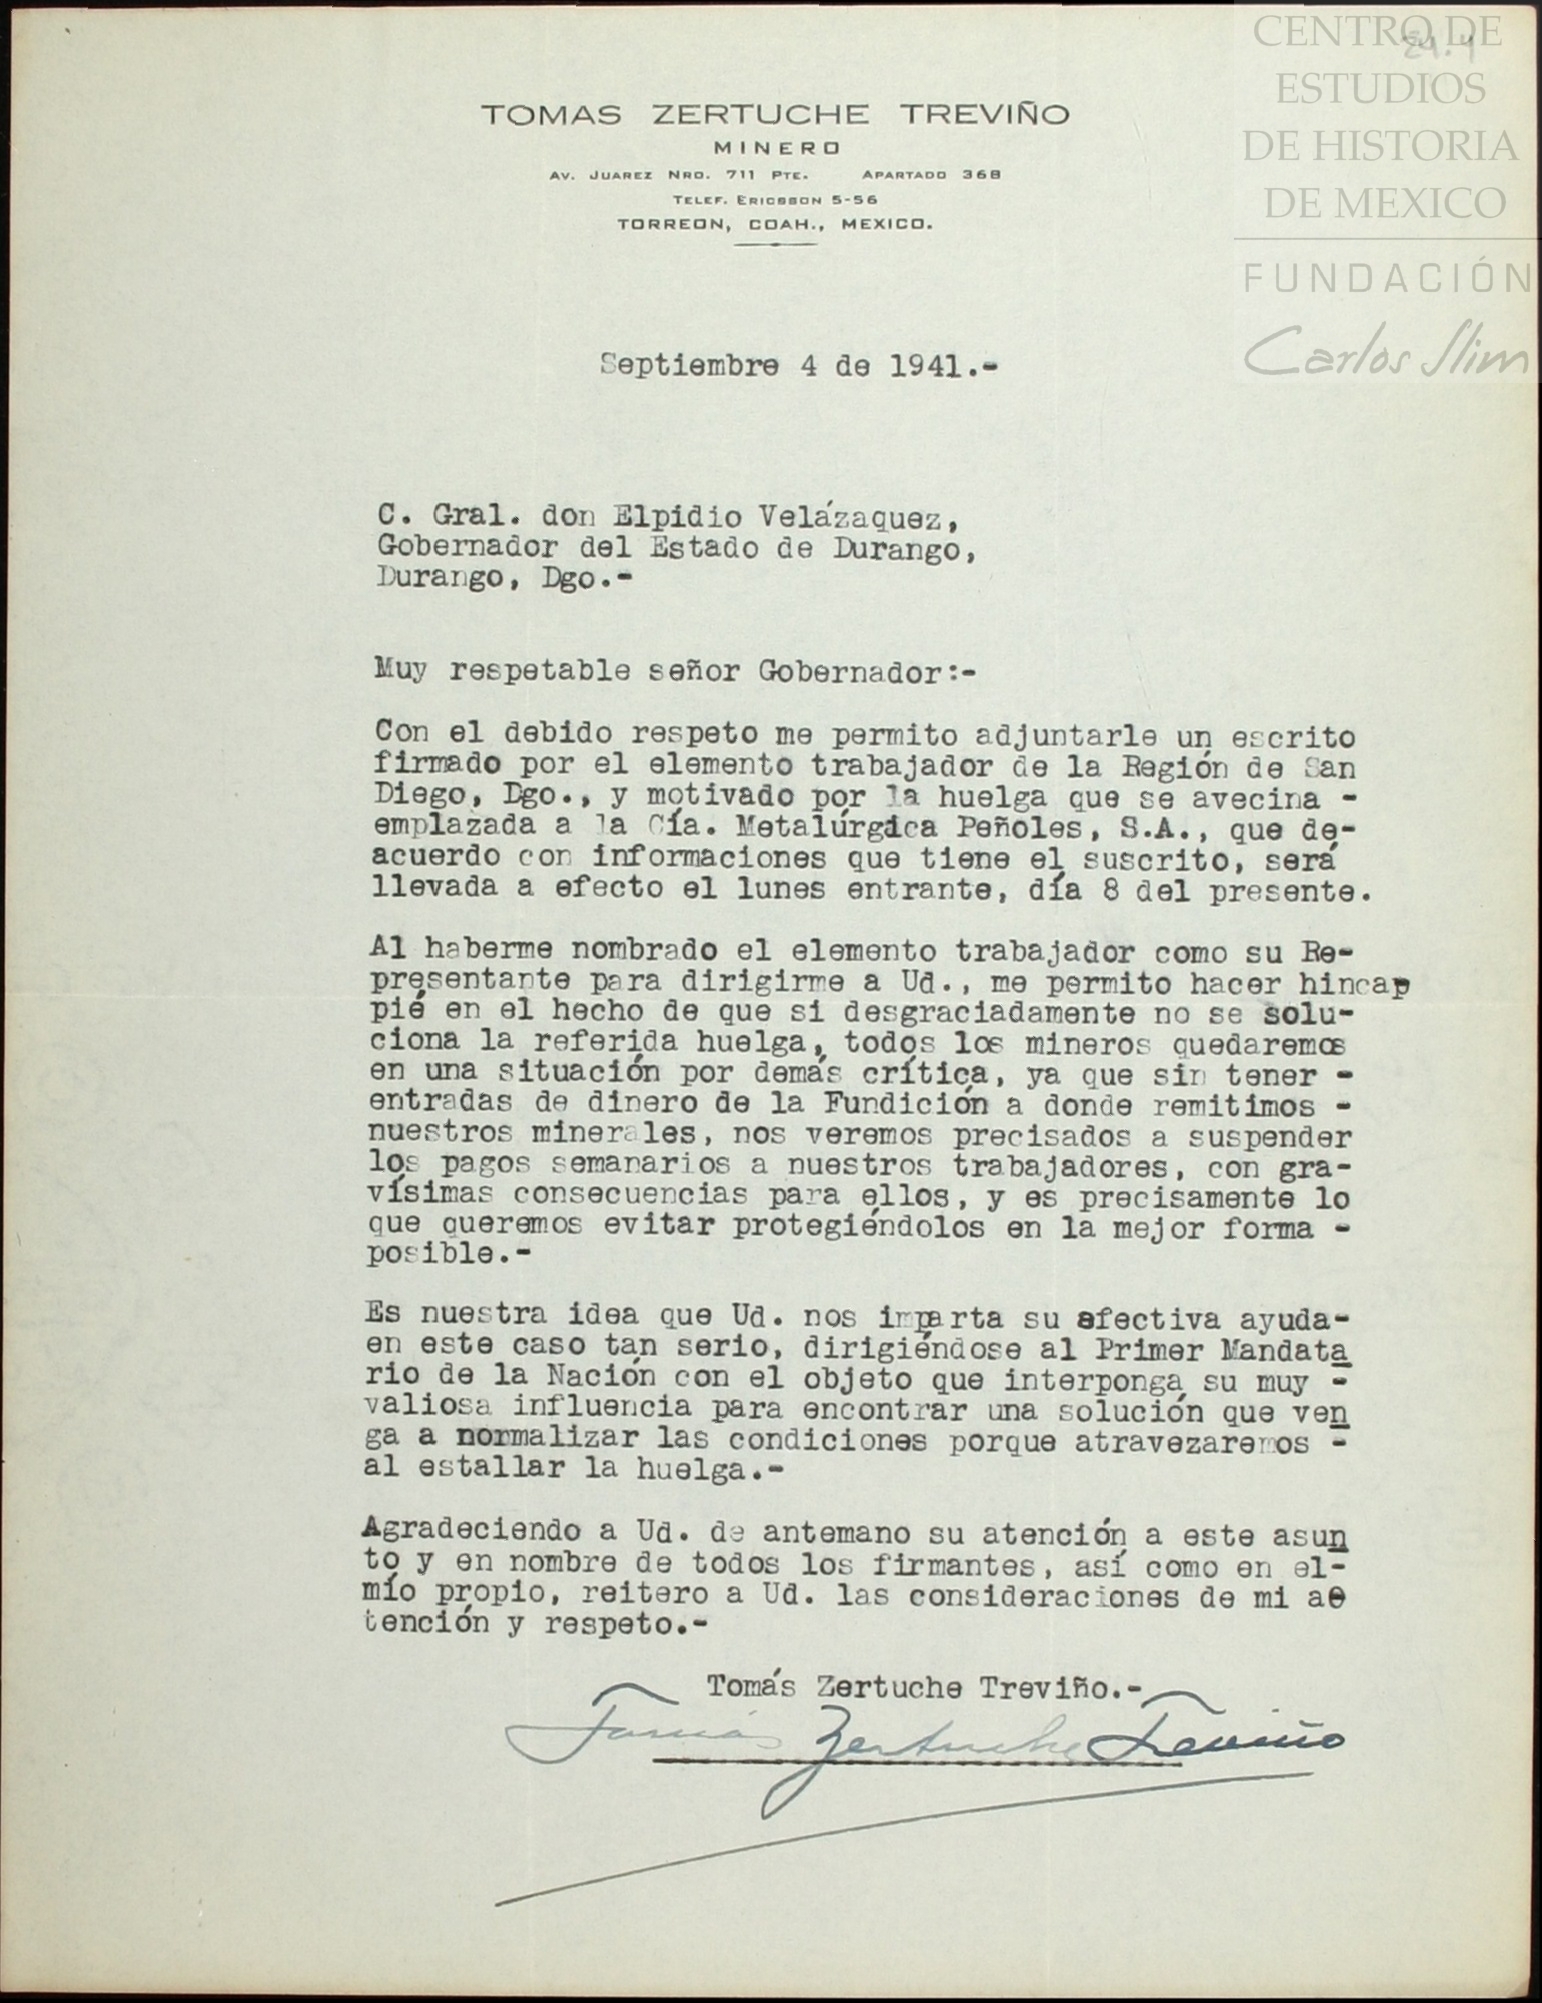 CENTRO DE
ESTUDIOS
DE HISTORIA
DE MEXICO
FUNDACIÓN
Carlos Slim
TOMAS ZERTUCHE TREVIÑO
MINERO
AV. JUAREZ NRO. 711 PTE. APARTADO 368
TELEF. ERICSSON 5-56
TORREON, COAH., MEXICO.
Septiembre 4 de 1941.-
C. Gral. don Elpidio Velázaquez,
Gobernador del Estado de Durango,
Durango, Dgo.-
Muy respetable señor Gobernador:-
Con el debido respeto me permito adjuntarle un escrito
firmado por el elemento trabajador de la Región de San
Diego, Dgo., y motivado por la huelga que se avecina -
emplazada a la Cía. Metalúrgica Peñoles, S.A., que de-
acuerdo con informaciones que tiene el suscrito, será
llevada a efecto el lunes entrante, día 8 del presente.
Al haberme nombrado el elemento trabajador como su Re-
presentante para dirigirme a Ud., me permito hacer hincap
pié en el hecho de que si desgraciadamente no se solu-
ciona la referida huelga, todos los mineros quedaremos
en una situación por demás crítica, ya que sin tener -
entradas de dinero de la Fundición a donde remitimos -
nuestros minerales, nos veremos precisados a suspender
los pagos semanarios a nuestros trabajadores, con gra-
vísimas consecuencias para ellos, y es precisamente lo
que queremos evitar protegiéndolos en la mejor forma -
posible.-
Es nuestra idea que Ud. nos imparta su efectiva ayuda-
en este caso tan serio, dirigiéndose al Primer Mandata
rio de la Nación con el objeto que interponga su muy -
valiosa influencia para encontrar una solución que ven
ga a normalizar las condiciones porque atravezaremos -
al estallar la huelga.-
Agradeciendo a Ud. de antemano su atención a este asun
to y en nombre de todos los firmantes, así como en el-
mío propio, reitero a Ud. las consideraciones de mi a
tención y respeto.-
Tomás Zertuche Treviño.-
Tomás Zertuche Treviño